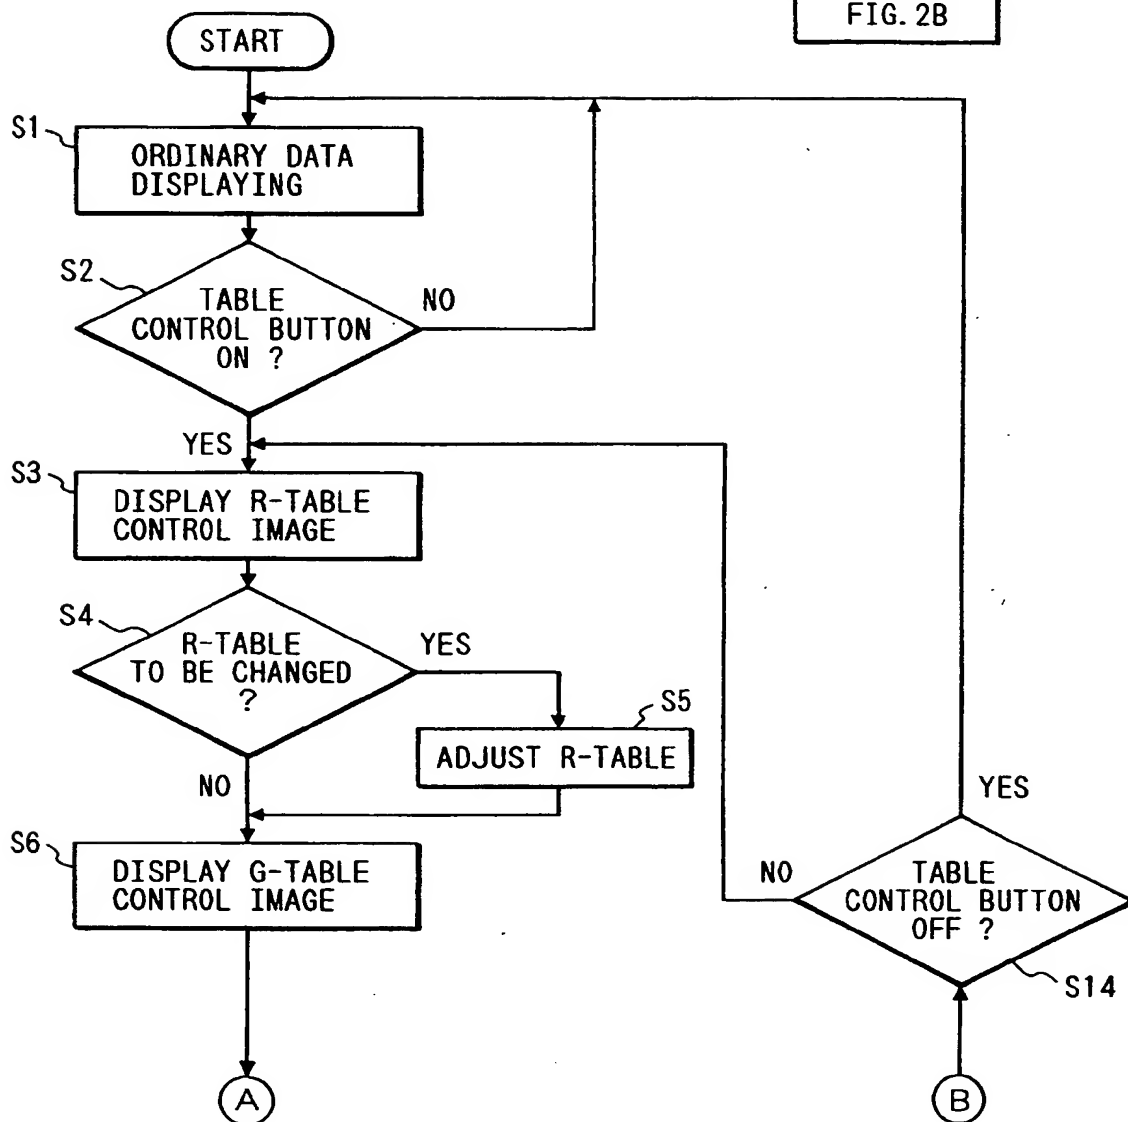 FIG. 2B
START
S1
ORDINARY DATA
DISPLAYING
S2
TABLE
CONTROL BUTTON
ON ?
NO
YES
S3
DISPLAY R-TABLE
CONTROL IMAGE
S4
R-TABLE
TO BE CHANGED
?
YES
S5
ADJUST R-TABLE
NO
S6
DISPLAY G-TABLE
CONTROL IMAGE
A
YES
NO
TABLE
CONTROL BUTTON
OFF ?
S14
B